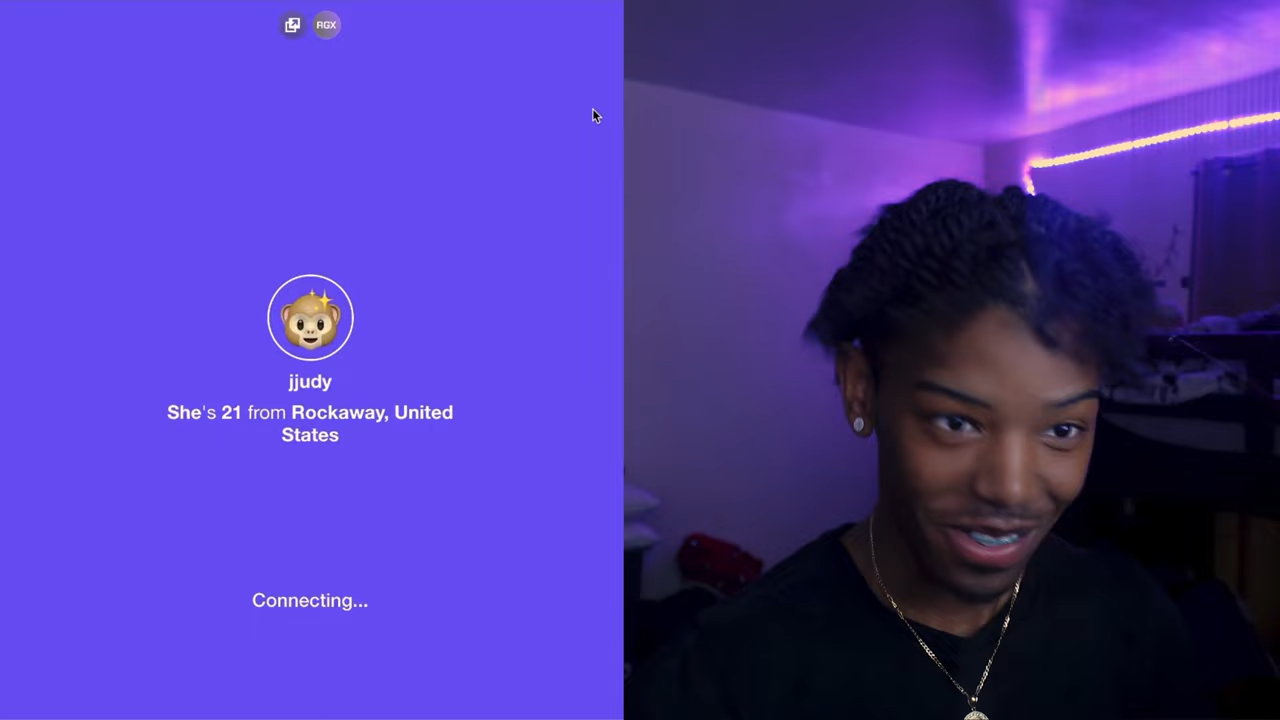 RGX
jjudy
She's 21 from Rockaway, United
States
Connecting...